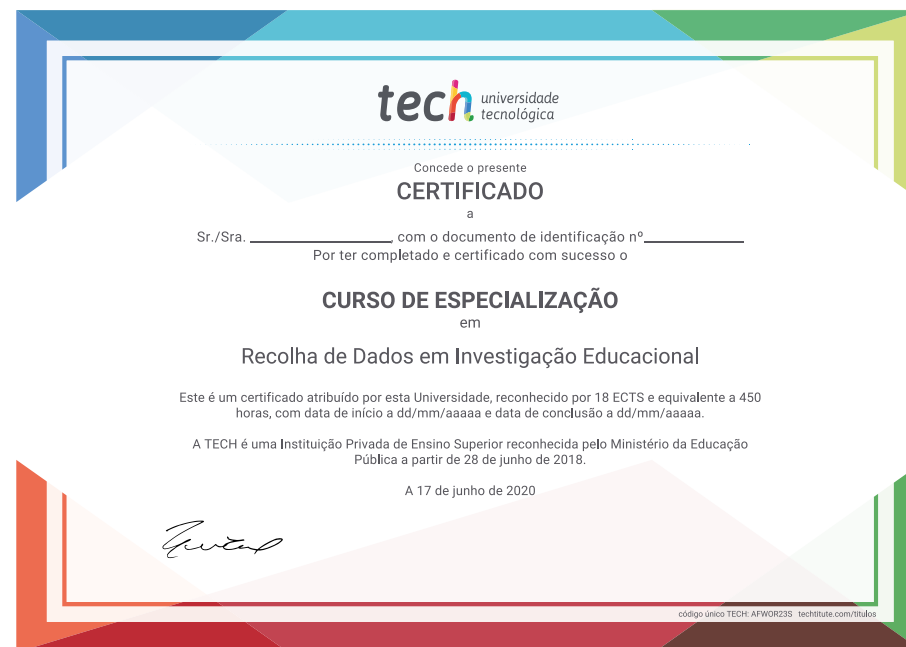 tech universidade
tecnológica
Concede o presente
CERTIFICADO
a
Sr./Sra. ____________, com o documento de identificação nº____________
Por ter completado e certificado com sucesso o
CURSO DE ESPECIALIZAÇÃO
em
Recolha de Dados em Investigação Educacional
Este é um certificado atribuído por esta Universidade, reconhecido por 18 ECTS e equivalente a 450
horas, com data de início a dd/mm/aaaaa e data de conclusão a dd/mm/aaaaa.
A TECH é uma Instituição Privada de Ensino Superior reconhecida pelo Ministério da Educação
Pública a partir de 28 de junho de 2018.
A 17 de junho de 2020
código único TECH: AFWOR23S techtitute.com/titulos